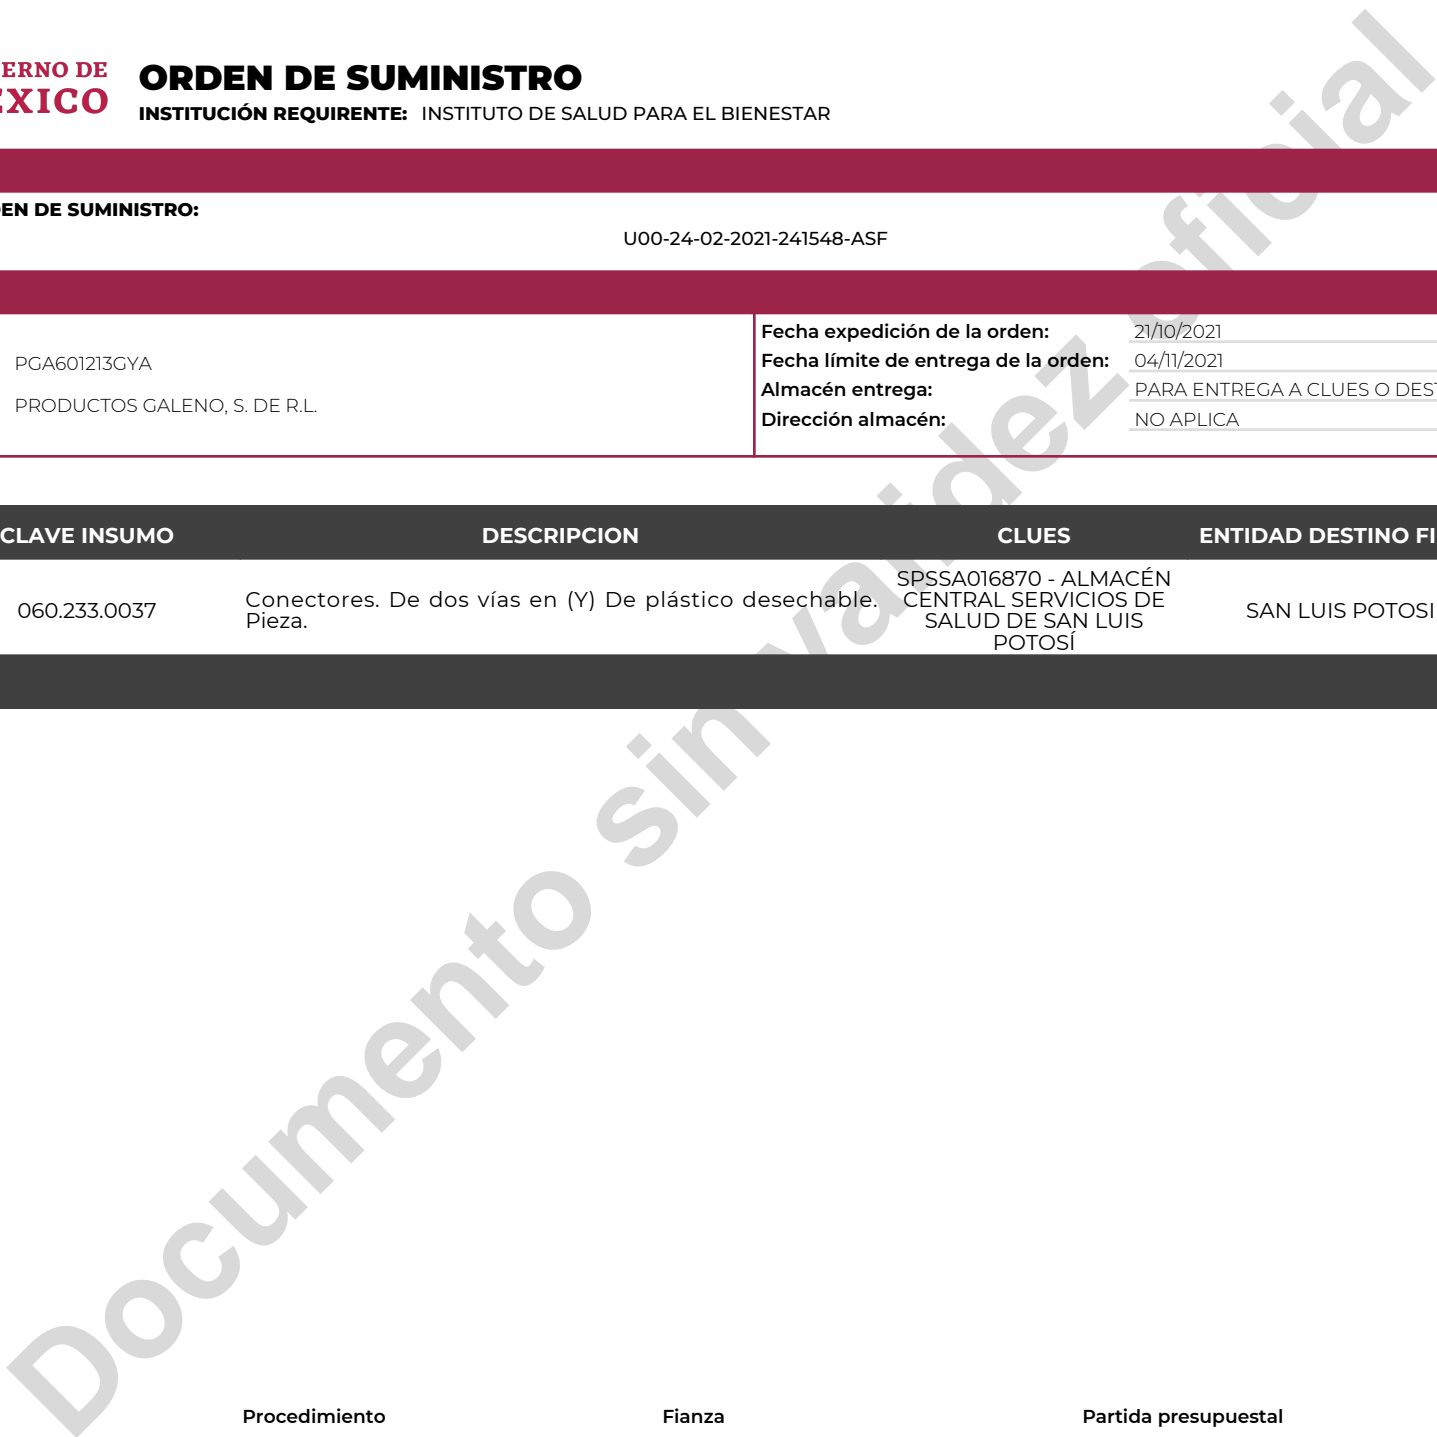 ERNO DE
ORDEN DE SUMINISTRO
XICO
INSTITUCIÓN REQUIRENTE: INSTITUTO DE SALUD PARA EL BIENESTAR
EN DE SUMINISTRO:
U00-24-02-2021-241548-ASF
PGA601213GYA
PRODUCTOS GALENO, S. DE R.L.
Fecha expedición de la orden: 21/10/2021
Fecha límite de entrega de la orden: 04/11/2021
Almacén entrega: PARA ENTREGA A CLUES O DES
Dirección almacén: NO APLICA
CLAVE INSUMO DESCRIPCION CLUES ENTIDAD DESTINO FI
060.233.0037
Conectores. De dos vías en (Y) De plástico desechable.
Pieza.
SPSSA016870 - ALMACÉN
CENTRAL SERVICIOS DE
SALUD DE SAN LUIS
POTOSÍ
SAN LUIS POTOSI
Documento sin validez oficial
Procedimiento Fianza Partida presupuestal